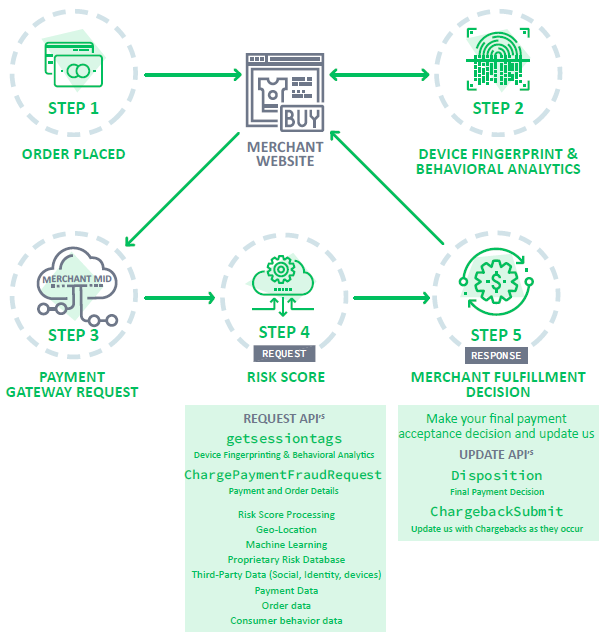 STEP 1
ORDER PLACED
BUY
MERCHANT
WEBSITE
STEP 2
DEVICE FINGERPRINT &
BEHAVIORAL ANALYTICS
MERCHANT MID
STEP 3
PAYMENT
GATEWAY REQUEST
STEP 4
REQUEST
RISK SCORE
REQUEST APIrs
getsessiontags
Device Fingerprinting & Behavioral Analytics
ChargePaymentFraudRequest
Payment and Order Details
Risk Score Processing
Geo-Location
Machine Learning
Proprietary Risk Database
Third-Party Data (Social, Identity, devices)
Payment Data
Order data
Consumer behavior data
$
STEP 5
RESPONSE
MERCHANT FULFILLMENT
DECISION
Make your final payment
acceptance decision and update us
UPDATE APIrs
Disposition
Final Payment Decision
ChargebackSubmit
Update us with Chargebacks as they occur